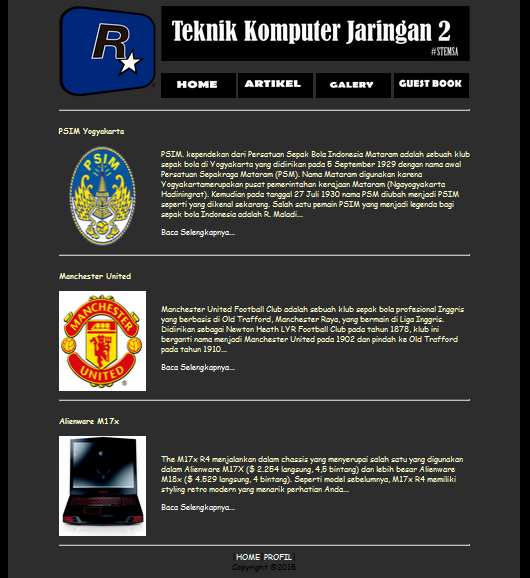 R
Teknik Komputer Jaringan 2
#STEMSA
HOME ARTIKEL GALERY GUEST BOOK
PSIM Yogyakarta
PSIM
PSIM. kependekan dari Persatuan Sepak Bola Indonesia Mataram adalah sebuah klub
sepak bola di Yogyakarta yang didirikan pada 5 September 1929 dengan nama awal
Persatuan Sepakraga Mataram (PSM). Nama Mataram digunakan karena
Yogyakartamerupakan pusat pemerintahan kerajaan Mataram (Ngayogyakarta
Hadiningrat). Kemudian pada tanggal 27 Juli 1930 nama PSM diubah menjadi PSIM
seperti yang dikenal sekarang. Salah satu pemain PSIM yang menjadi legenda bagi
sepak bola Indonesia adalah R. Maladi...
Baca Selengkapnya...
Manchester United
MANCHESTER
UNITED
®
Manchester United Football Club adalah sebuah klub sepak bola profesional Inggris
yang berbasis di Old Trafford, Manchester Raya, yang bermain di Liga Inggris.
Didirikan sebagai Newton Heath LYR Football Club pada tahun 1878, klub ini
berganti nama menjadi Manchester United pada 1902 dan pindah ke Old Trafford
pada tahun 1910...
Baca Selengkapnya...
Alienware M17x
The M17x R4 menjalankan dalam chassis yang menyerupai salah satu yang digunakan
dalam Alienware M17X ($ 2.254 langsung, 4,5 bintang) dan lebih besar Alienware
M18x ($ 4.529 langsung, 4 bintang). Seperti model sebelumnya, M17x R4 memiliki
styling retro modern yang menarik perhatian Anda...
Baca Selengkapnya...
|HOME|PROFIL|
Copyright ©2015